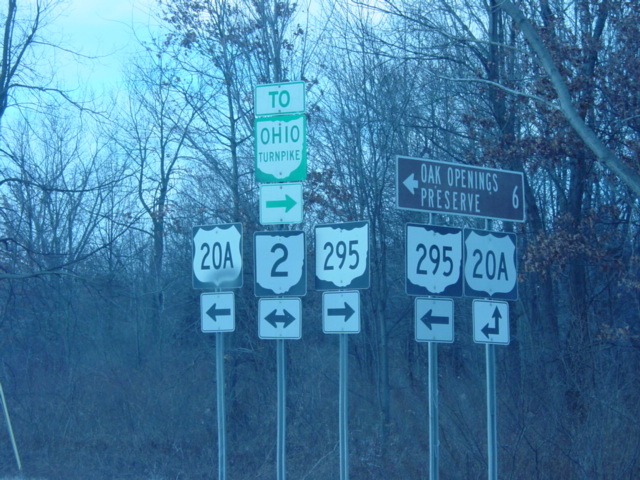 TO
OHIO
TURNPIKE
OAK OPENINGS
PRESERVE 6
20A
2
295
295
20A